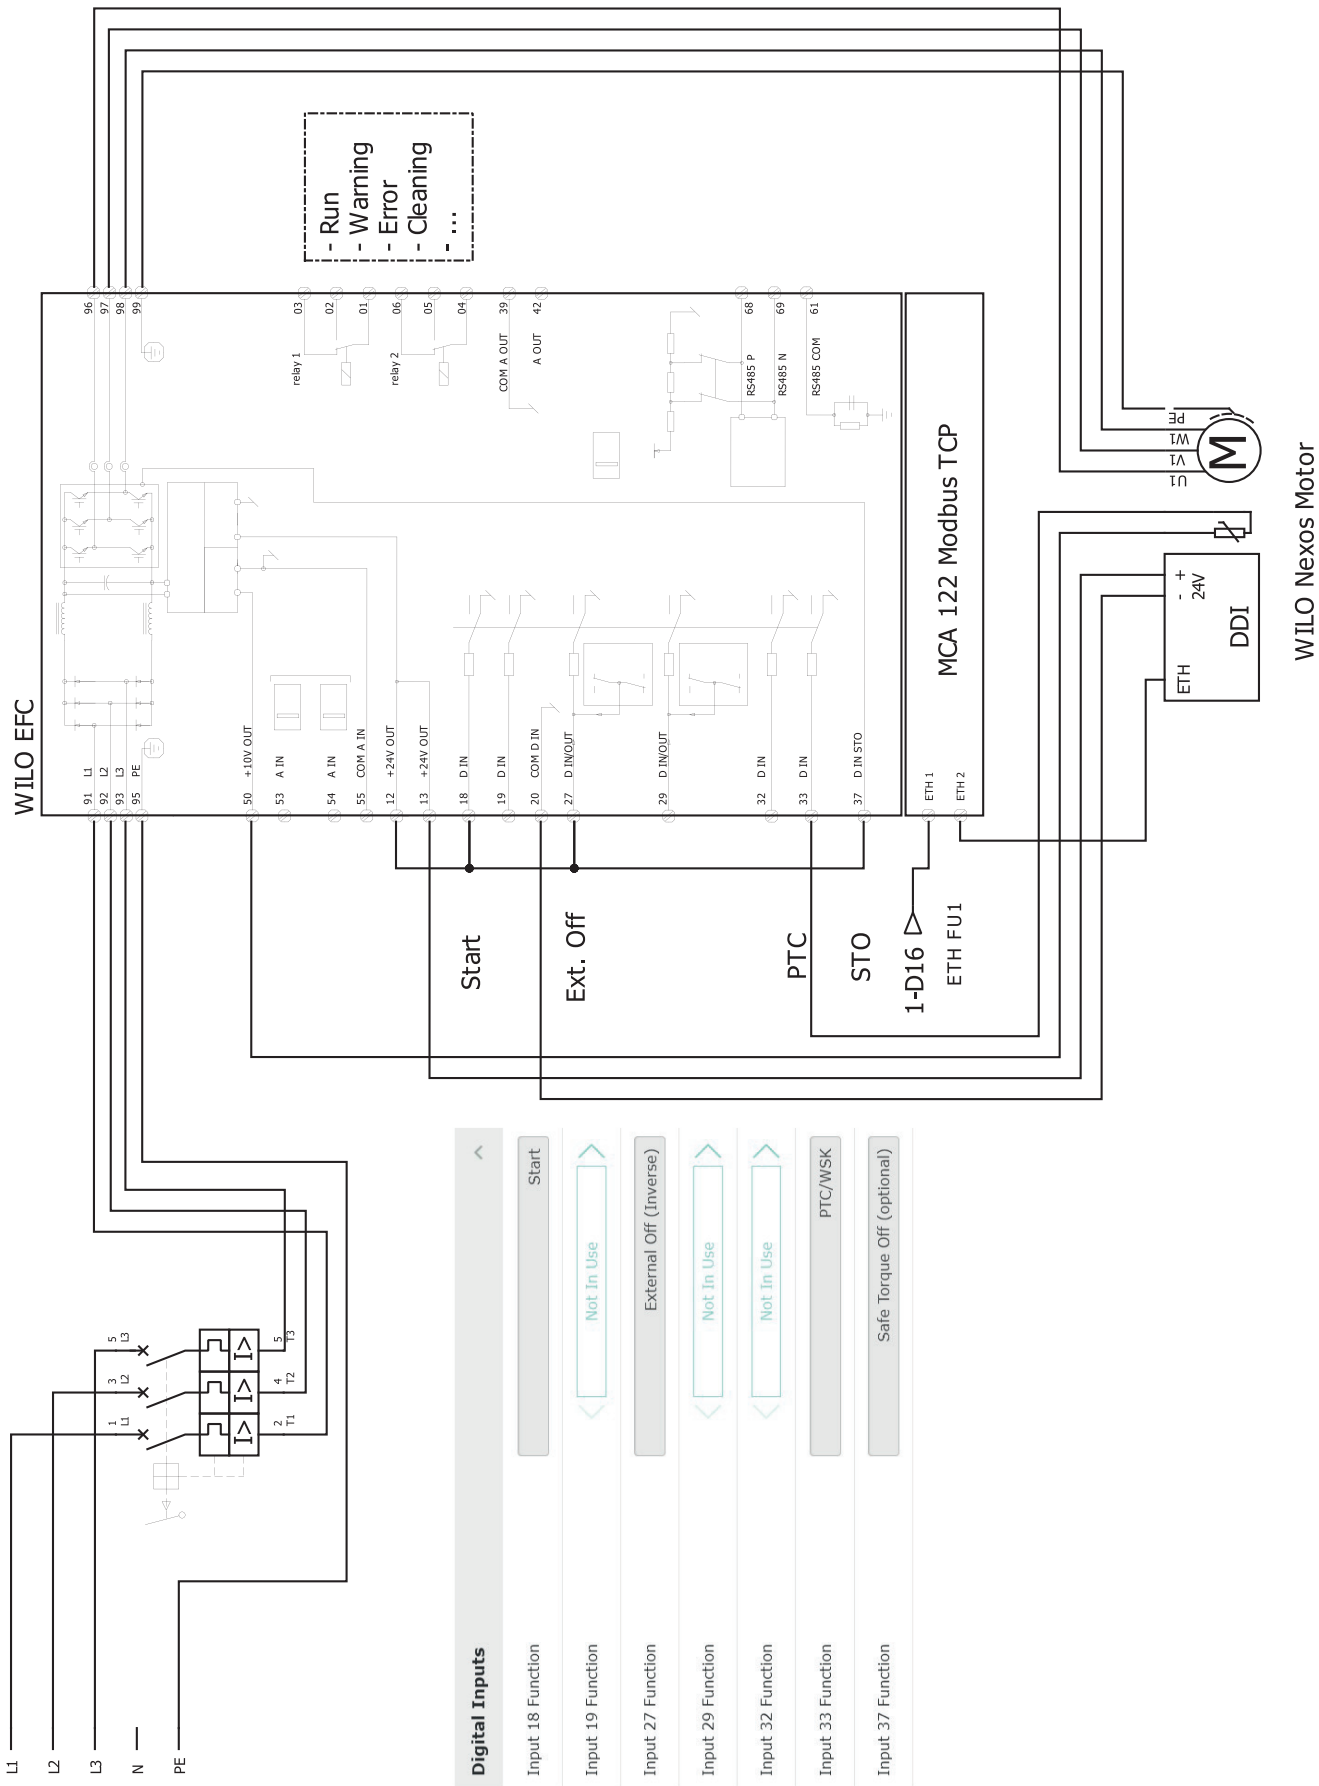 L1
L2
L3
N
PE
1
L1
3
L2
5
L3
I>
I>
I>
2
T1
4
T2
5
T3
WILO EFC
91 L1
92 L2
93 L3
95 PE
50 +10V OUT
53 A IN
54 A IN
55 COM A IN
12 +24V OUT
13 +24V OUT
18 D IN
19 D IN
20 COM D IN
27 D IN/OUT
29 D IN/OUT
32 D IN
33 D IN
37 D IN STO
96
97
98
99
relay 1
03
02
01
relay 2
06
05
04
COM A OUT 39
A OUT 42
RS485 P 68
RS485 N 69
RS485 COM 61
- Run
- Warning
- Error
- Cleaning
- ...
MCA 122 Modbus TCP
ETH 1
ETH 2
Start
Ext. Off
PTC
STO
1-D16
ETH FU1
U1
V1
W1
PE
M
ETH
- +
24V
DDI
WILO Nexos Motor
Digital Inputs
Input 18 Function Start
Input 19 Function Not In Use
Input 27 Function External Off (Inverse)
Input 29 Function Not In Use
Input 32 Function Not In Use
Input 33 Function PTC/WSK
Input 37 Function Safe Torque Off (optional)